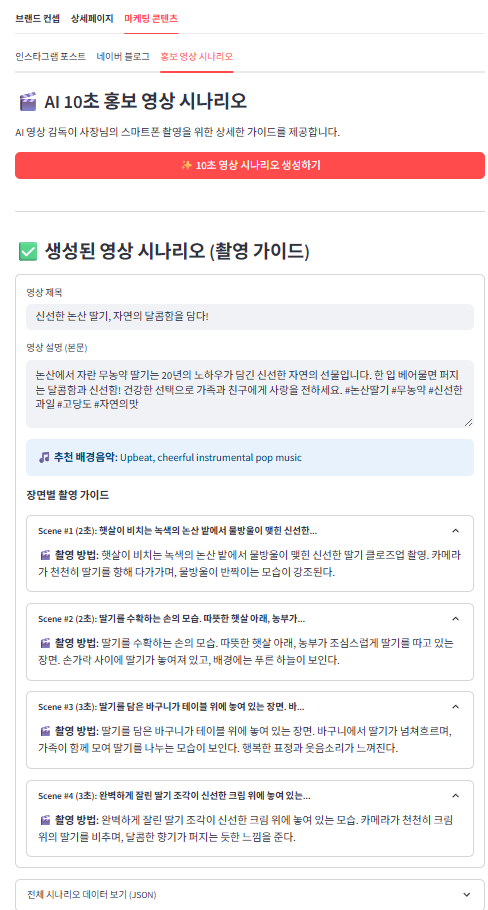 브랜드 컨셉 상세페이지 마케팅 콘텐츠
인스타그램 포스트 네이버 블로그 홍보 영상 시나리오
AI 10초 홍보 영상 시나리오
AI 영상 감독이 사장님의 스마트폰 촬영을 위한 상세한 가이드를 제공합니다.
✨ 10초 영상 시나리오 생성하기
✅ 생성된 영상 시나리오 (촬영 가이드)
영상 제목
신선한 논산 딸기, 자연의 달콤함을 담다!
영상 설명 (본문)
논산에서 자란 무농약 딸기는 20년의 노하우가 담긴 신선한 자연의 선물입니다. 한 입 베어물면 퍼지
는 달콤함과 신선함! 건강한 선택으로 가족과 친구에게 사랑을 전하세요. #논산딸기 #무농약 #신선한
과일 #고당도 #자연의맛
🎵 추천 배경음악: Upbeat, cheerful instrumental pop music
장면별 촬영 가이드
Scene #1 (2초): 햇살이 비치는 녹색의 논산 밭에서 물방울이 맺힌 신선한...
🎬 촬영 방법: 햇살이 비치는 녹색의 논산 밭에서 물방울이 맺힌 신선한 딸기 클로즈업 촬영. 카메라
가 천천히 딸기를 향해 다가가며, 물방울이 반짝이는 모습이 강조된다.
Scene #2 (2초): 딸기를 수확하는 손의 모습. 따뜻한 햇살 아래, 농부가...
🎬 촬영 방법: 딸기를 수확하는 손의 모습. 따뜻한 햇살 아래, 농부가 조심스럽게 딸기를 따고 있는
장면. 손가락 사이에 딸기가 놓여져 있고, 배경에는 푸른 하늘이 보인다.
Scene #3 (3초): 딸기를 담은 바구니가 테이블 위에 놓여 있는 장면. 바...
🎬 촬영 방법: 딸기를 담은 바구니가 테이블 위에 놓여 있는 장면. 바구니에서 딸기가 넘쳐흐르며,
가족이 함께 모여 딸기를 나누는 모습이 보인다. 행복한 표정과 웃음소리가 느껴진다.
Scene #4 (3초): 완벽하게 잘린 딸기 조각이 신선한 크림 위에 놓여 있는...
🎬 촬영 방법: 완벽하게 잘린 딸기 조각이 신선한 크림 위에 놓여 있는 모습. 카메라가 천천히 크림
위의 딸기를 비추며, 달콤한 향기가 퍼지는 듯한 느낌을 준다.
전체 시나리오 데이터 보기 (JSON)